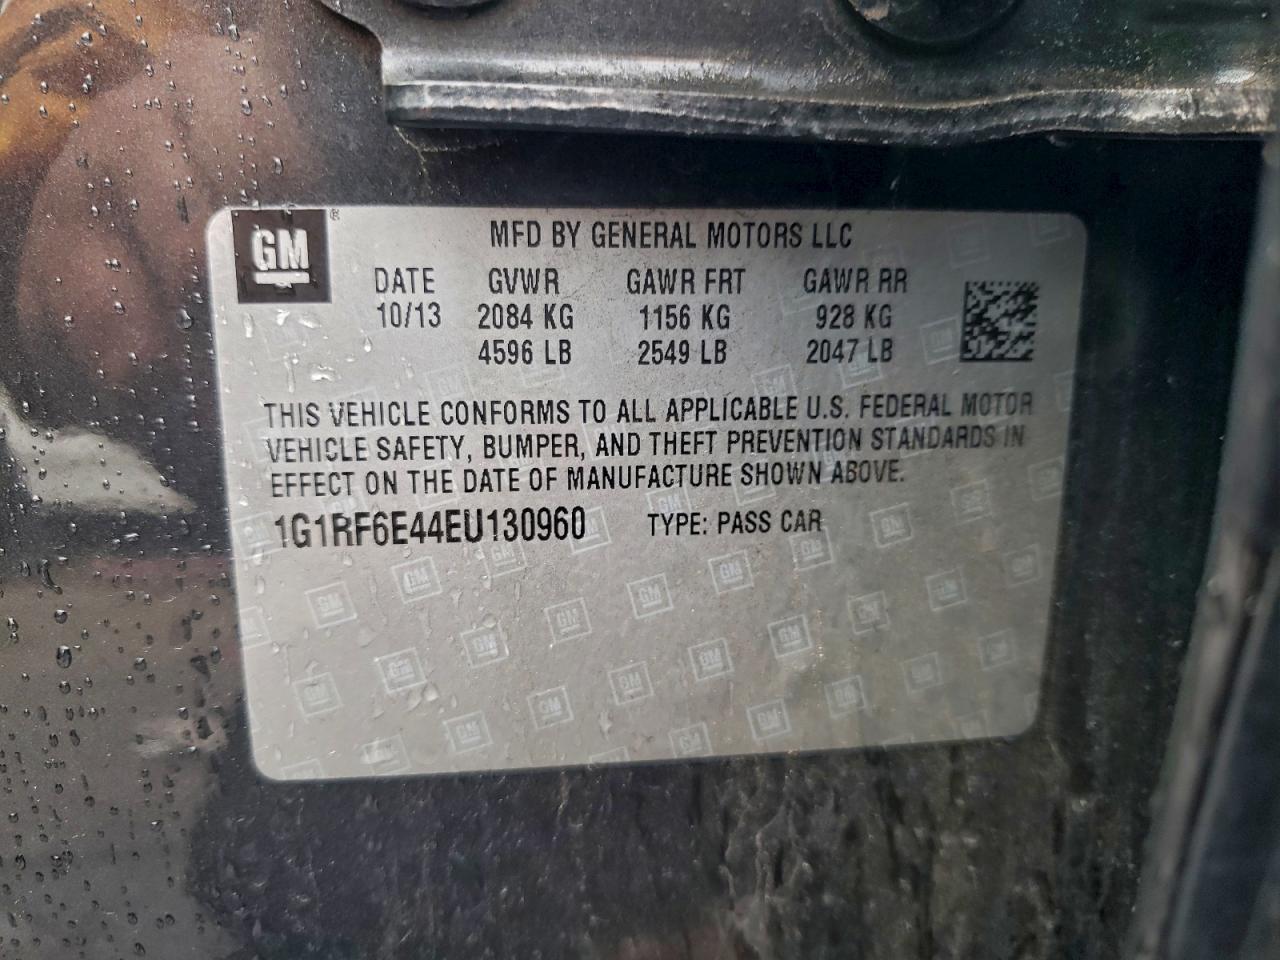 GM ®
MFD BY GENERAL MOTORS LLC
DATE GVWR GAWR FRT GAWR RR
10/13 2084 KG 1156 KG 928 KG
4596 LB 2549 LB 2047 LB
THIS VEHICLE CONFORMS TO ALL APPLICABLE U.S. FEDERAL MOTOR
VEHICLE SAFETY, BUMPER, AND THEFT PREVENTION STANDARDS IN
EFFECT ON THE DATE OF MANUFACTURE SHOWN ABOVE.
1G1RF6E44EU130960 TYPE: PASS CAR